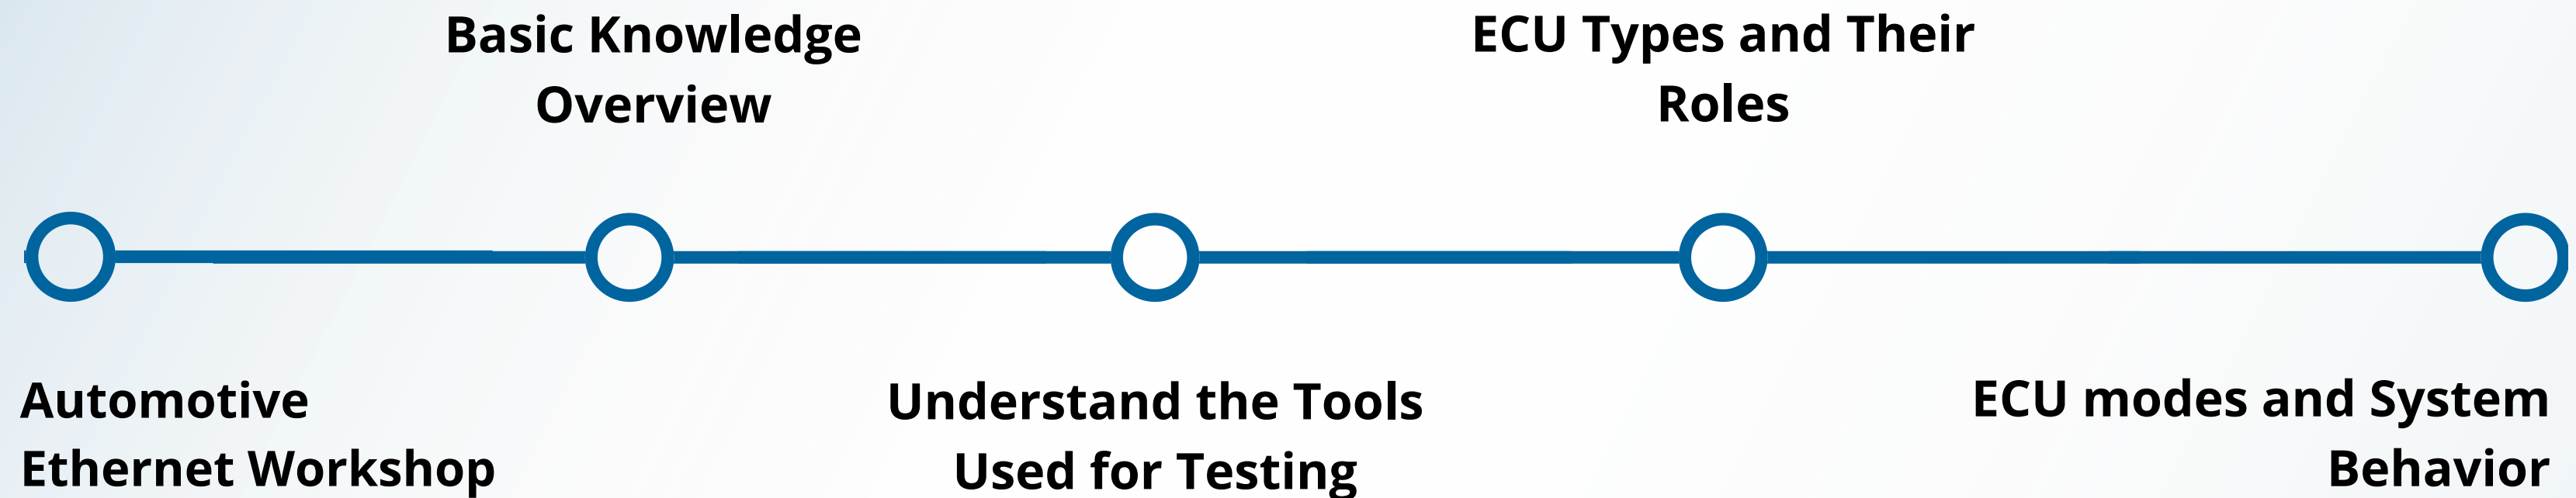 Basic Knowledge
Overview
ECU Types and Their
Roles
Automotive
Ethernet Workshop
Understand the Tools
Used for Testing
ECU modes and System
Behavior